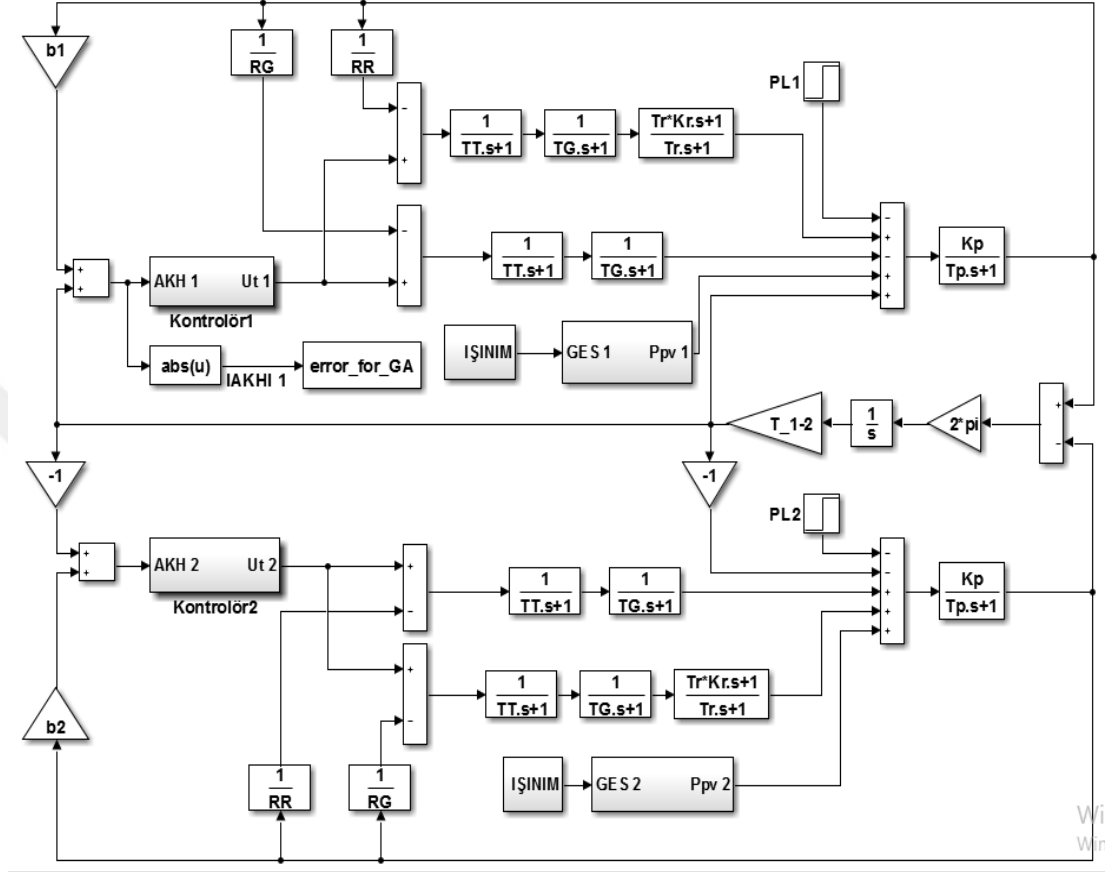 b1
1
RG
1
RR
PL1
-
+
1
TT.s+1
1
TG.s+1
Tr*Kr.s+1
Tr.s+1
-
+
1
TT.s+1
1
TG.s+1
-
+
-
+
+
Kp
Tp.s+1
+
+
AKH 1 Ut 1
Kontrolör1
abs(u)
IAKHI 1
error_for_GA
IŞINIM
GES 1 Ppv 1
T_1-2
1
s
2*pi
+
-
-1
-1
PL2
+
+
AKH 2 Ut 2
Kontrolör2
+
-
1
TT.s+1
1
TG.s+1
-
-
+
+
+
Kp
Tp.s+1
+
-
1
TT.s+1
1
TG.s+1
Tr*Kr.s+1
Tr.s+1
b2
1
RR
1
RG
IŞINIM
GES 2 Ppv 2
Wi
Win